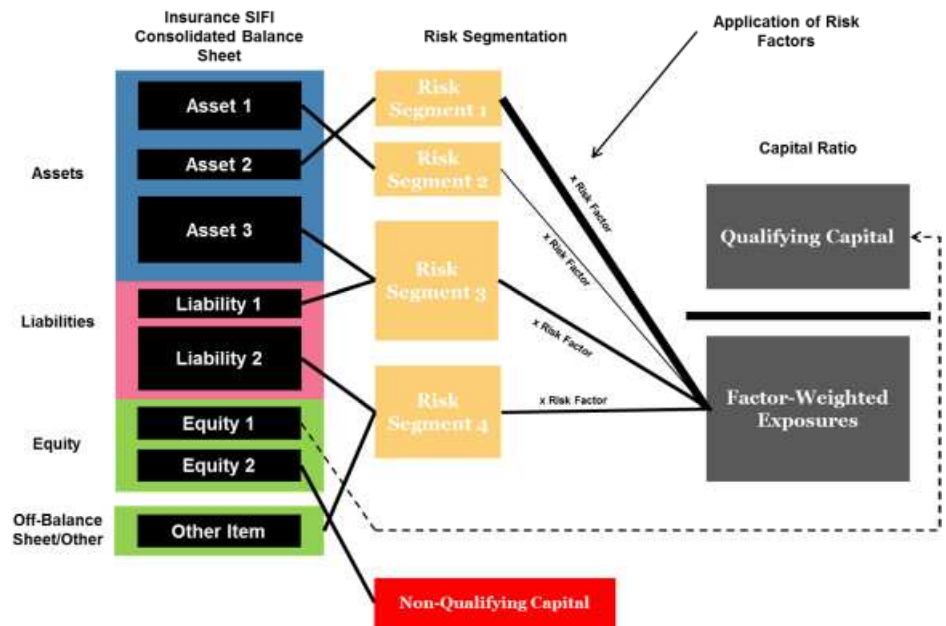 Insurance SIFI
Consolidated Balance
Sheet
Risk Segmentation
Application of Risk
Factors
Assets
Asset 1
Asset 2
Asset 3
Risk
Segment 1
Risk
Segment 2
Capital Ratio
x Risk Factor
x Risk Factor
Qualifying Capital
Liabilities
Liability 1
Liability 2
Risk
Segment 3
x Risk Factor
Equity
Equity 1
Equity 2
Risk
Segment 4
x Risk Factor
Factor-Weighted
Exposures
Off-Balance
Sheet/Other
Other Item
Non-Qualifying Capital